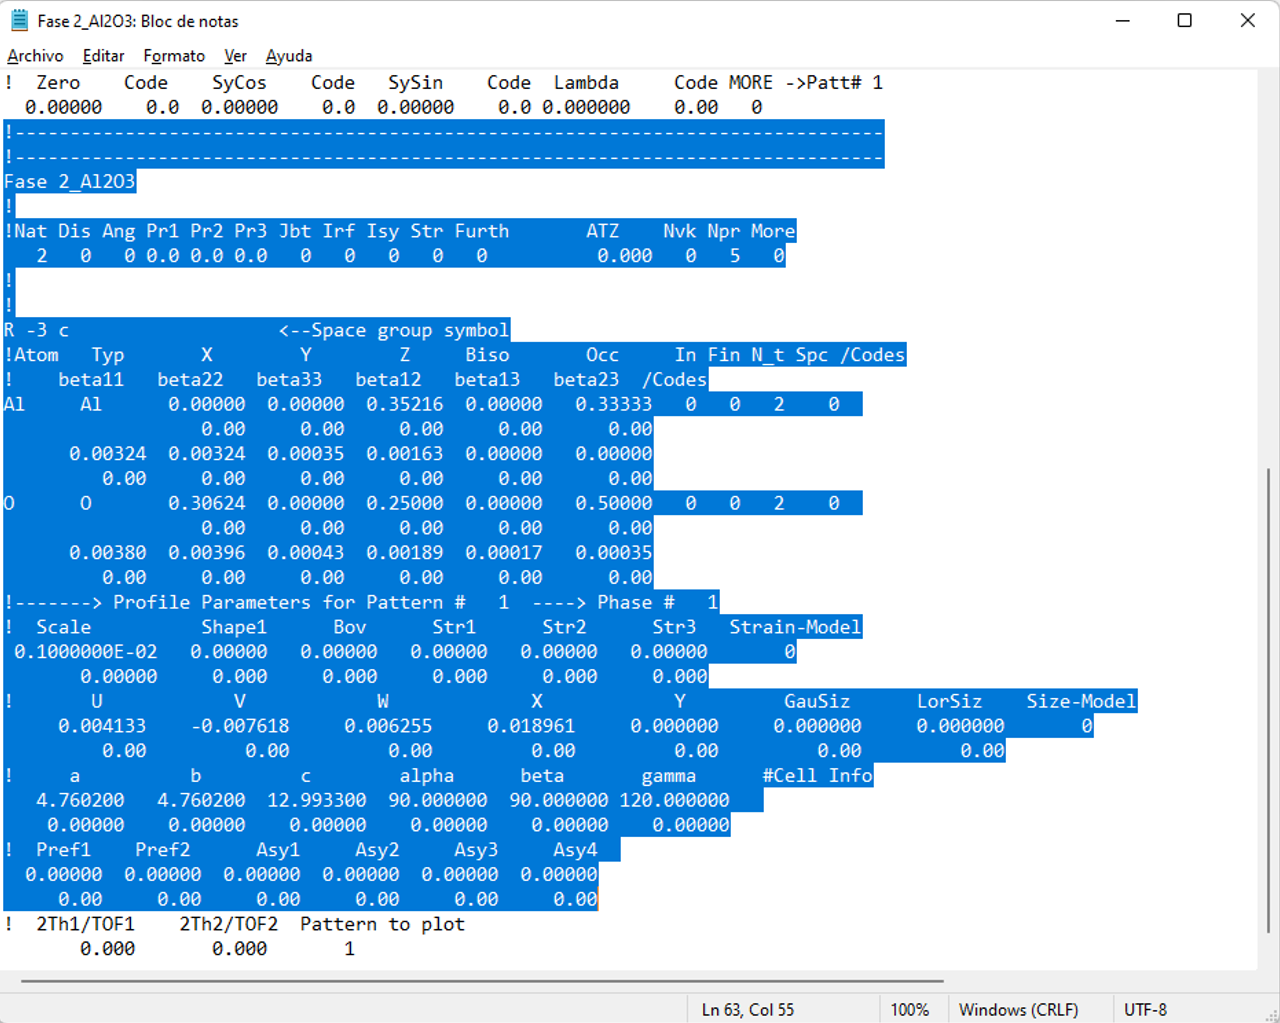 Fase 2_Al2O3: Bloc de notas
Archivo Editar Formato Ver Ayuda
!  Zero    Code    SyCos    Code   SySin    Code  Lambda     Code MORE ->Patt# 1
  0.00000    0.0  0.00000    0.0  0.00000    0.0 0.000000    0.00   0
!-------------------------------------------------------------------------------
!-------------------------------------------------------------------------------
Fase 2_Al2O3
!
!Nat Dis Ang Pr1 Pr2 Pr3 Jbt Irf Isy Str Furth       ATZ    Nvk Npr More
   2   0   0 0.0 0.0 0.0   0   0   0   0   0          0.000   0   5   0
!
!
R -3 c                   <--Space group symbol
!Atom   Typ       X        Y        Z     Biso       Occ     In Fin N_t Spc /Codes
!    beta11   beta22   beta33   beta12   beta13   beta23  /Codes
Al     Al      0.00000  0.00000  0.35216  0.00000   0.33333   0   0   2    0
                  0.00     0.00     0.00     0.00      0.00
      0.00324  0.00324  0.00035  0.00163  0.00000   0.00000
         0.00     0.00     0.00     0.00     0.00      0.00
O      O       0.30624  0.00000  0.25000  0.00000   0.50000   0   0   2    0
                  0.00     0.00     0.00     0.00      0.00
      0.00380  0.00396  0.00043  0.00189  0.00017   0.00035
         0.00     0.00     0.00     0.00     0.00      0.00
!-------> Profile Parameters for Pattern #   1  ----> Phase #   1
!  Scale          Shape1      Bov      Str1      Str2      Str3   Strain-Model
 0.1000000E-02   0.00000   0.00000   0.00000   0.00000   0.00000       0
       0.00000     0.000     0.000     0.000     0.000     0.000
!       U            V            W             X            Y         GauSiz      LorSiz    Size-Model
     0.004133    -0.007618     0.006255     0.018961     0.000000     0.000000     0.000000       0
         0.00         0.00         0.00         0.00         0.00         0.00         0.00
!     a          b         c        alpha      beta       gamma      #Cell Info
   4.760200   4.760200  12.993300  90.000000  90.000000 120.000000
    0.00000    0.00000    0.00000    0.00000    0.00000    0.00000
!  Pref1    Pref2      Asy1     Asy2     Asy3     Asy4
  0.00000  0.00000  0.00000  0.00000  0.00000  0.00000
     0.00     0.00     0.00     0.00     0.00     0.00
!  2Th1/TOF1    2Th2/TOF2  Pattern to plot
       0.000       0.000       1
Ln 63, Col 55 100% Windows (CRLF) UTF-8